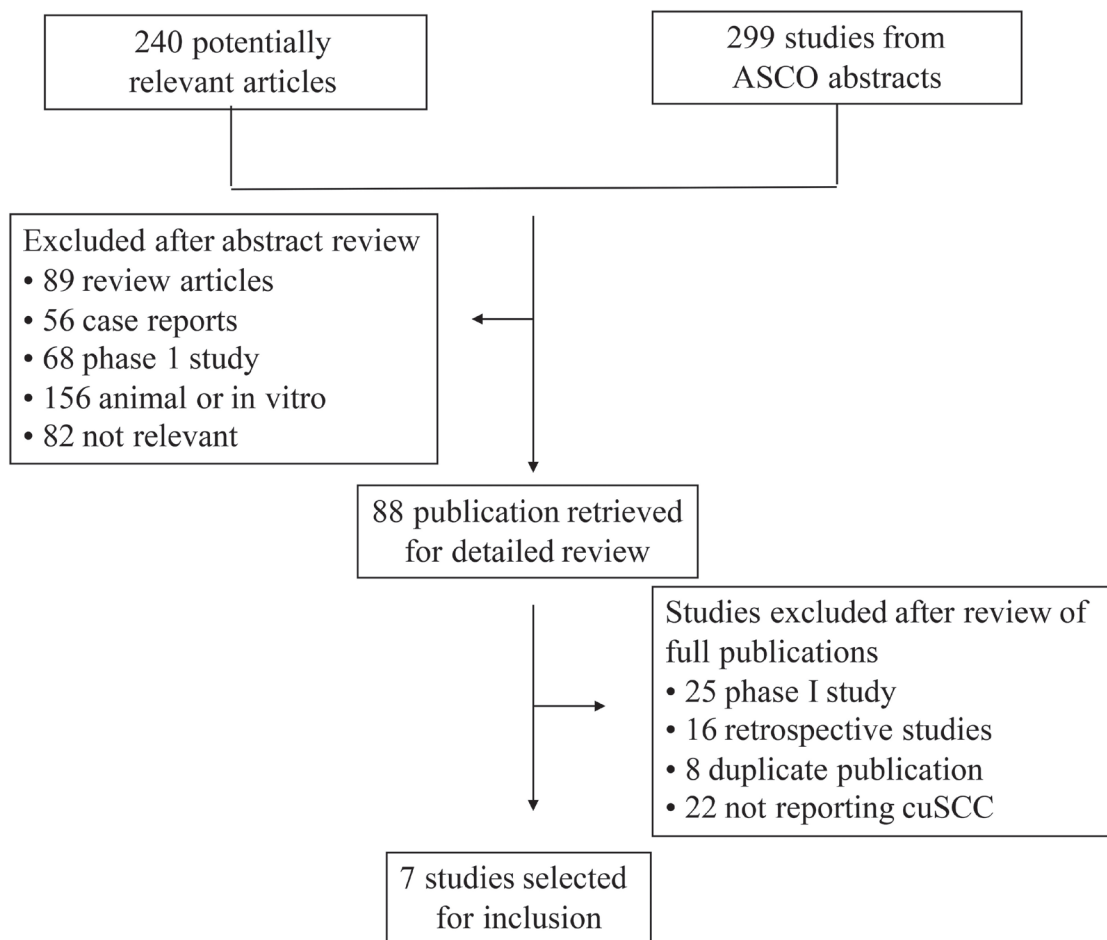 240 potentially
relevant articles
299 studies from
ASCO abstracts
Excluded after abstract review
• 89 review articles
• 56 case reports
• 68 phase 1 study
• 156 animal or in vitro
• 82 not relevant
88 publication retrieved
for detailed review
Studies excluded after review of
full publications
• 25 phase I study
• 16 retrospective studies
• 8 duplicate publication
• 22 not reporting cuSCC
7 studies selected
for inclusion